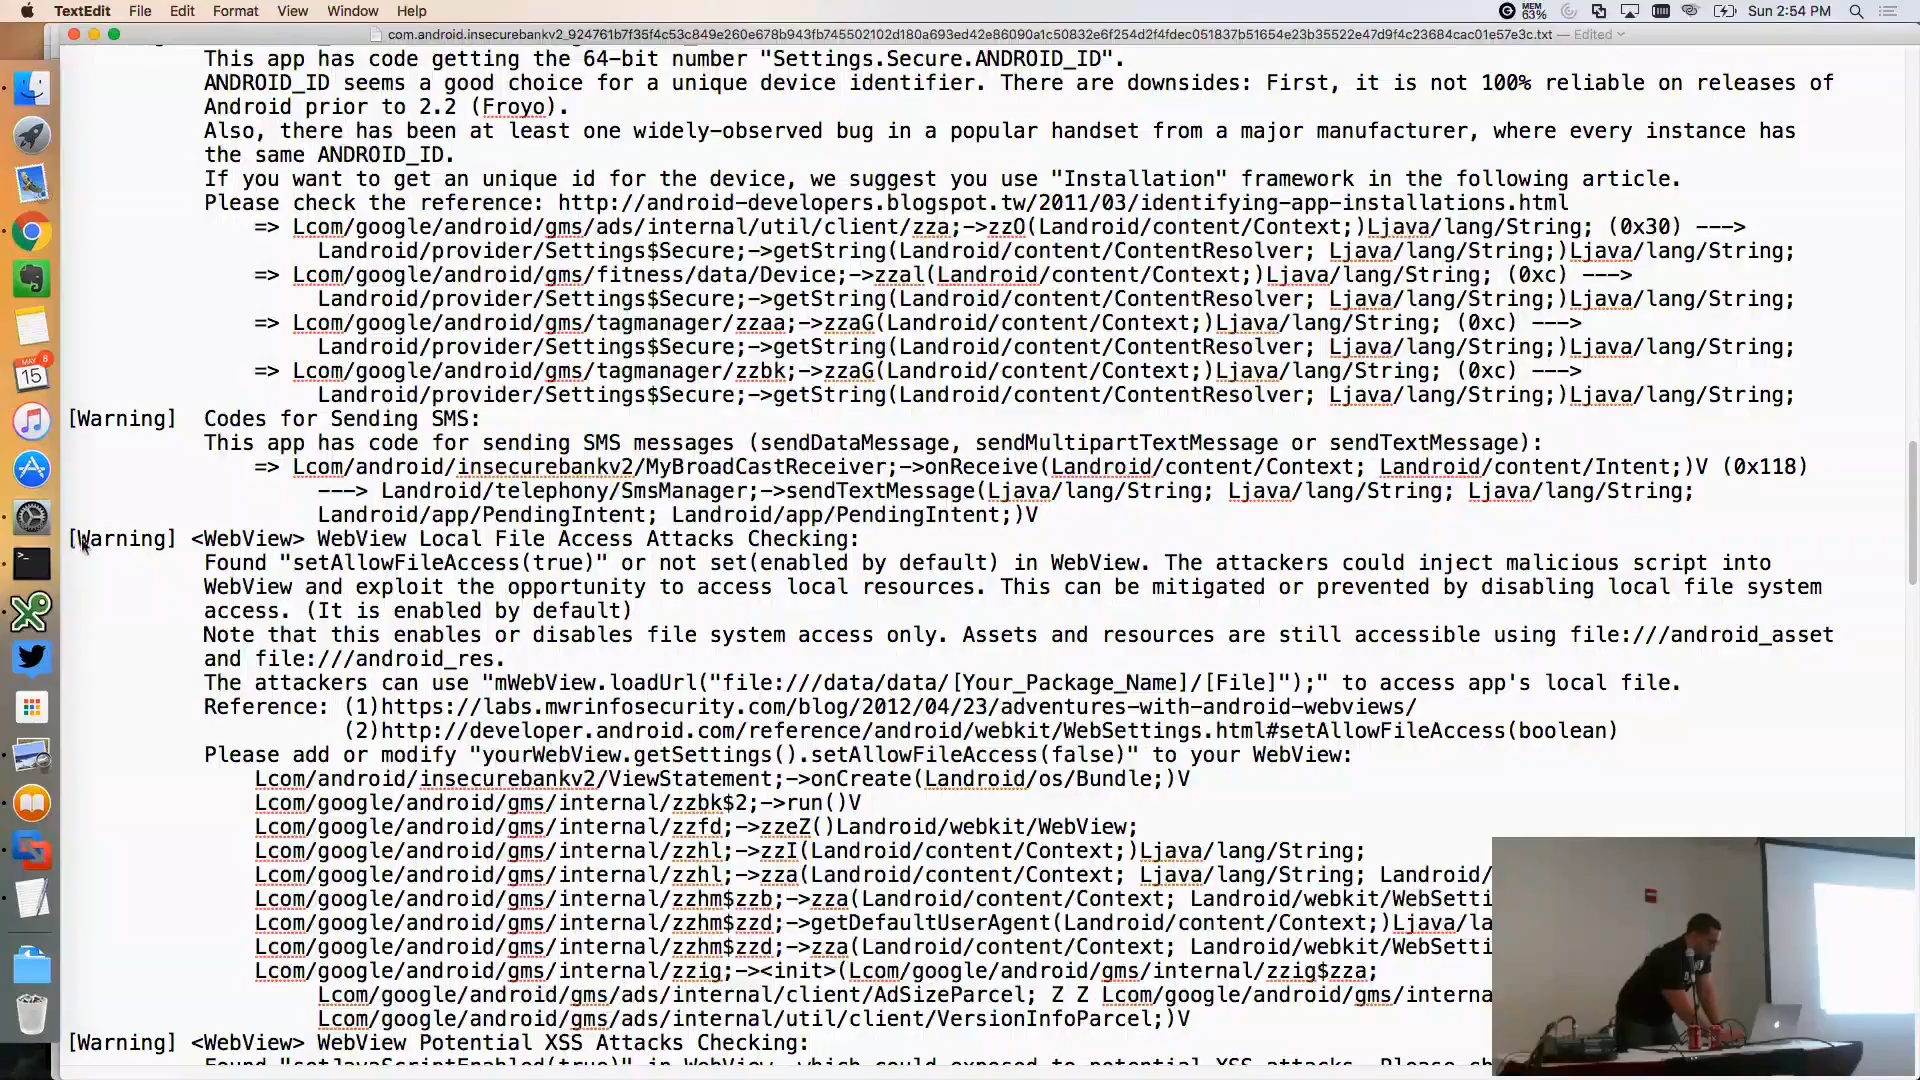 TextEdit File Edit Format View Window Help
MEM 63% Sun 2:54 PM
com.android.insecurebankv2_924761b7f35f4c53c849e260e678b943fb745502102d180a693ed42e86090a1c50832e6f254d2f4fdec051837b51654e23b35522e47d9f4c23684cac01e57e3c.txt — Edited
This app has code getting the 64-bit number "Settings.Secure.ANDROID_ID".
ANDROID_ID seems a good choice for a unique device identifier. There are downsides: First, it is not 100% reliable on releases of
Android prior to 2.2 (Froyo).
Also, there has been at least one widely-observed bug in a popular handset from a major manufacturer, where every instance has
the same ANDROID_ID.
If you want to get an unique id for the device, we suggest you use "Installation" framework in the following article.
Please check the reference: http://android-developers.blogspot.tw/2011/03/identifying-app-installations.html
=> Lcom/google/android/gms/ads/internal/util/client/zza;->zzO(Landroid/content/Context;)Ljava/lang/String; (0x30) --->
Landroid/provider/Settings$Secure;->getString(Landroid/content/ContentResolver; Ljava/lang/String;)Ljava/lang/String;
=> Lcom/google/android/gms/fitness/data/Device;->zzal(Landroid/content/Context;)Ljava/lang/String; (0xc) --->
Landroid/provider/Settings$Secure;->getString(Landroid/content/ContentResolver; Ljava/lang/String;)Ljava/lang/String;
=> Lcom/google/android/gms/tagmanager/zzaa;->zzaG(Landroid/content/Context;)Ljava/lang/String; (0xc) --->
Landroid/provider/Settings$Secure;->getString(Landroid/content/ContentResolver; Ljava/lang/String;)Ljava/lang/String;
=> Lcom/google/android/gms/tagmanager/zzbk;->zzaG(Landroid/content/Context;)Ljava/lang/String; (0xc) --->
Landroid/provider/Settings$Secure;->getString(Landroid/content/ContentResolver; Ljava/lang/String;)Ljava/lang/String;
[Warning] Codes for Sending SMS:
This app has code for sending SMS messages (sendDataMessage, sendMultipartTextMessage or sendTextMessage):
=> Lcom/android/insecurebankv2/MyBroadCastReceiver;->onReceive(Landroid/content/Context; Landroid/content/Intent;)V (0x118)
---> Landroid/telephony/SmsManager;->sendTextMessage(Ljava/lang/String; Ljava/lang/String; Ljava/lang/String;
Landroid/app/PendingIntent; Landroid/app/PendingIntent;)V
[Warning] <WebView> WebView Local File Access Attacks Checking:
Found "setAllowFileAccess(true)" or not set(enabled by default) in WebView. The attackers could inject malicious script into
WebView and exploit the opportunity to access local resources. This can be mitigated or prevented by disabling local file system
access. (It is enabled by default)
Note that this enables or disables file system access only. Assets and resources are still accessible using file:///android_asset
and file:///android_res.
The attackers can use "mWebView.loadUrl("file:///data/data/[Your_Package_Name]/[File]");" to access app's local file.
Reference: (1)https://labs.mwrinfosecurity.com/blog/2012/04/23/adventures-with-android-webviews/
(2)http://developer.android.com/reference/android/webkit/WebSettings.html#setAllowFileAccess(boolean)
Please add or modify "yourWebView.getSettings().setAllowFileAccess(false)" to your WebView:
Lcom/android/insecurebankv2/ViewStatement;->onCreate(Landroid/os/Bundle;)V
Lcom/google/android/gms/internal/zzbk$2;->run()V
Lcom/google/android/gms/internal/zzfd;->zzeZ()Landroid/webkit/WebView;
Lcom/google/android/gms/internal/zzhl;->zzI(Landroid/content/Context;)Ljava/lang/String;
Lcom/google/android/gms/internal/zzhl;->zza(Landroid/content/Context; Ljava/lang/String; Landroid/
Lcom/google/android/gms/internal/zzhm$zzb;->zza(Landroid/content/Context; Landroid/webkit/WebSetti
Lcom/google/android/gms/internal/zzhm$zzd;->getDefaultUserAgent(Landroid/content/Context;)Ljava/la
Lcom/google/android/gms/internal/zzhm$zzd;->zza(Landroid/content/Context; Landroid/webkit/WebSetti
Lcom/google/android/gms/internal/zzig;-><init>(Lcom/google/android/gms/internal/zzig$zza;
Lcom/google/android/gms/ads/internal/client/AdSizeParcel; Z Z Lcom/google/android/gms/interna
Lcom/google/android/gms/ads/internal/util/client/VersionInfoParcel;)V
[Warning] <WebView> WebView Potential XSS Attacks Checking:
Found "setJavaScriptEnabled(true)" in WebView, which could exposed to potential XSS attacks. Please ch
MAY 8
15